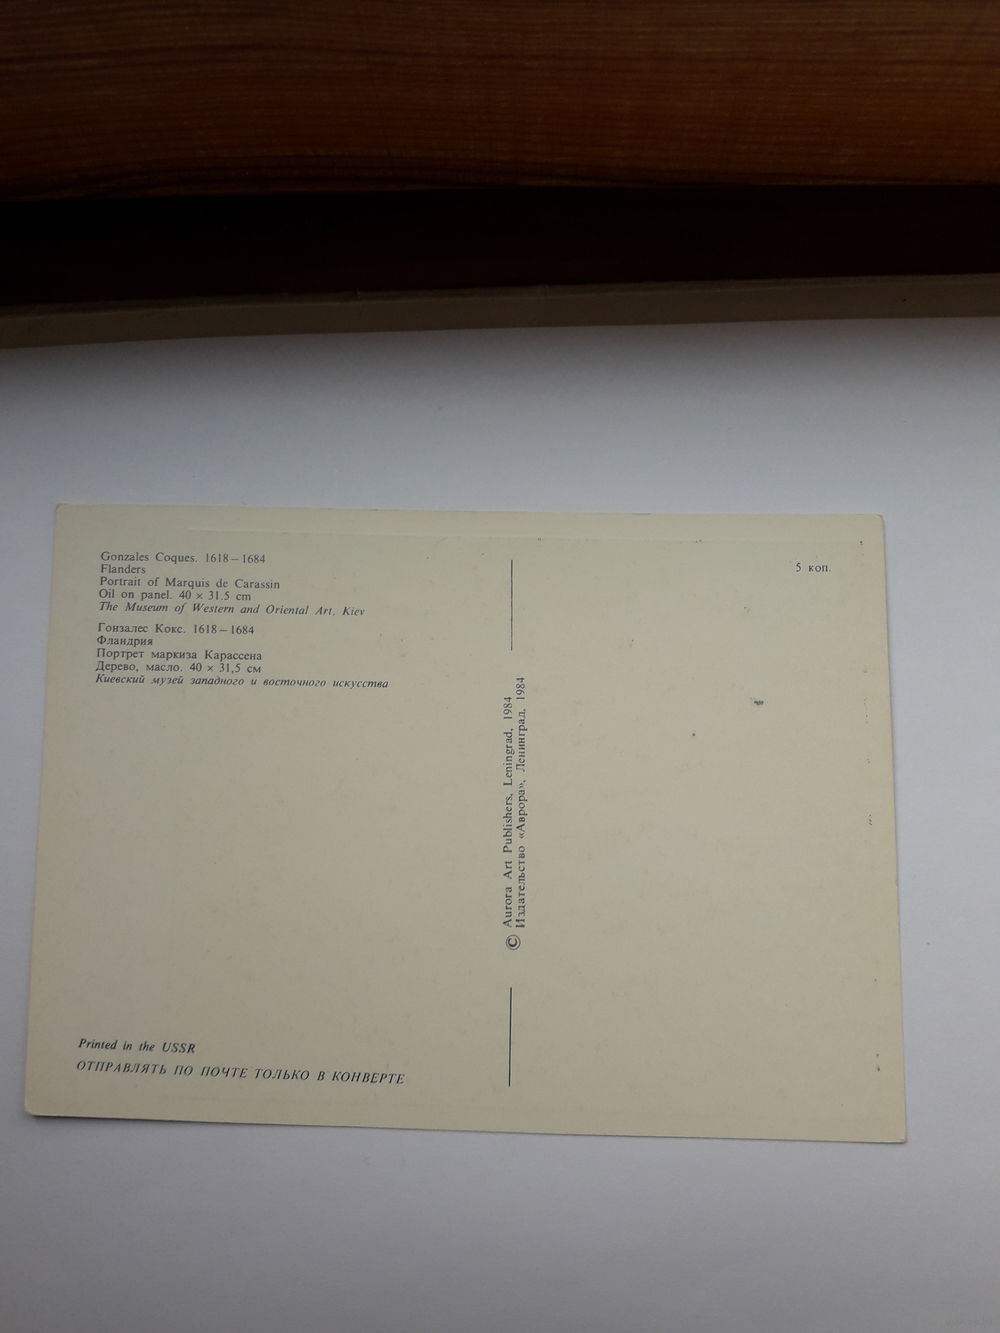 Gonzales Coques. 1618–1684
Flanders
Portrait of Marquis de Carassin
Oil on panel. 40 × 31.5 cm
The Museum of Western and Oriental Art, Kiev
Гонзалес Кокс. 1618–1684
Фландрия
Портрет маркиза Карассена
Дерево, масло. 40 × 31,5 см
Киевский музей западного и восточного искусства
5 коп.
© Aurora Art Publishers, Leningrad, 1984
Издательство «Аврора», Ленинград, 1984
Printed in the USSR
ОТПРАВЛЯТЬ ПО ПОЧТЕ ТОЛЬКО В КОНВЕРТЕ